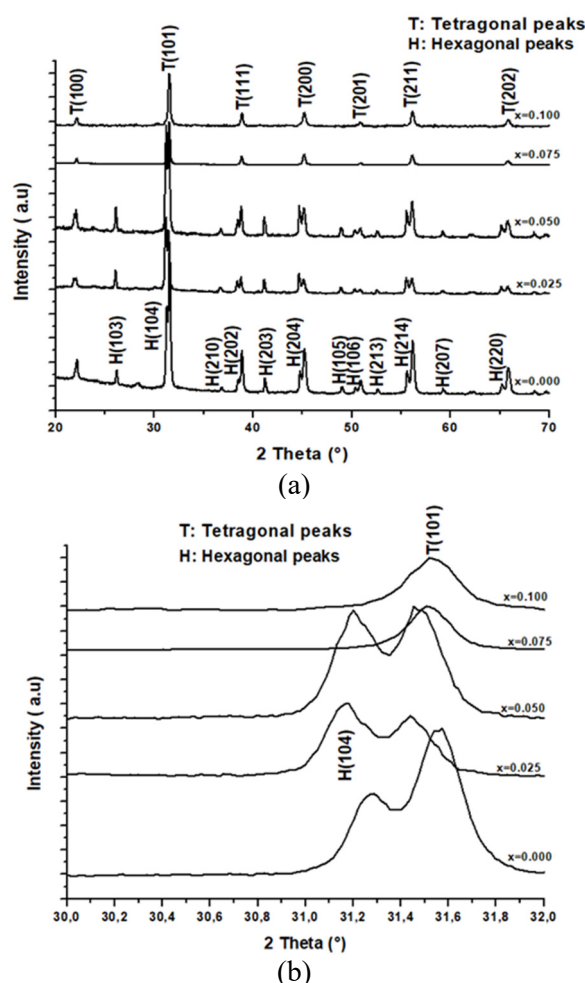 T: Tetragonal peaks
H: Hexagonal peaks
T(100)
T(101)
T(111)
T(200)
T(201)
T(211)
T(202)
x=0.100
x=0.075
x=0.050
x=0.025
x=0.000
H(103)
H(104)
H(210)
H(202)
H(203)
H(204)
H(105)
H(106)
H(213)
H(214)
H(207)
H(220)
Intensity ( a.u)
20 30 40 50 60 70
2 Theta (°)
(a)
T: Tetragonal peaks
H: Hexagonal peaks
T(101)
x=0.100
x=0.075
x=0.050
x=0.025
H(104)
x=0.000
Intensity ( a.u)
30,0 30,2 30,4 30,6 30,8 31,0 31,2 31,4 31,6 31,8 32,0
2 Theta (°)
(b)